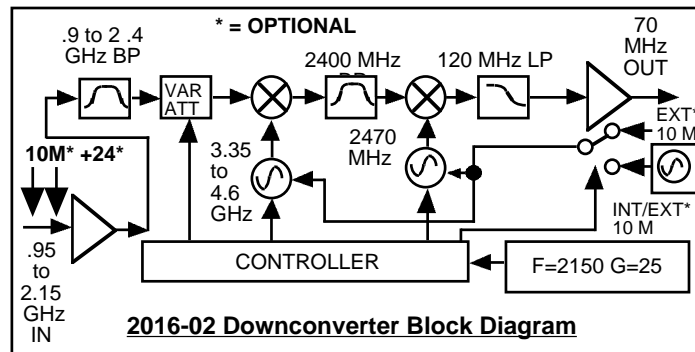 * = OPTIONAL
.9 to 2 .4
GHz BP
2400 MHz
120 MHz LP
70
MHz
OUT
VAR
ATT
EXT*
10 M
10M* +24*
3.35
to
4.6
GHz
2470
MHz
INT/EXT*
10 M
.95
to
2.15
GHz
IN
CONTROLLER
F=2150 G=25
2016-02 Downconverter Block Diagram